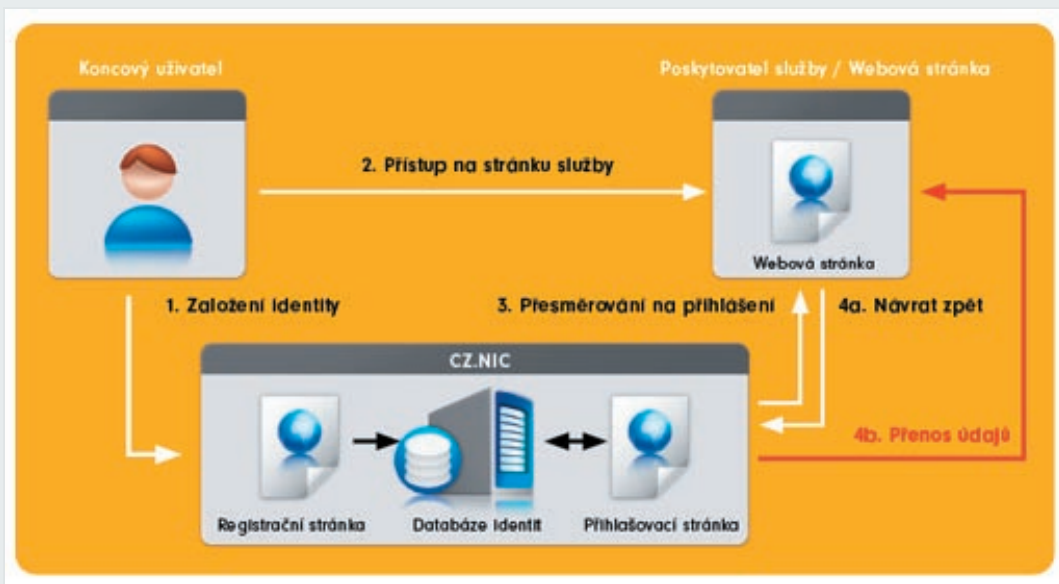 Koncový uživatel
Poskytovatel služby / Webová stránka
2. Přístup na stránku služby
Webová stránka
1. Založení identity
3. Přesměrování na přihlášení
4a. Návrat zpět
CZ.NIC
4b. Přenos údajů
Registrační stránka
Databáze identit
Přihlašovací stránka